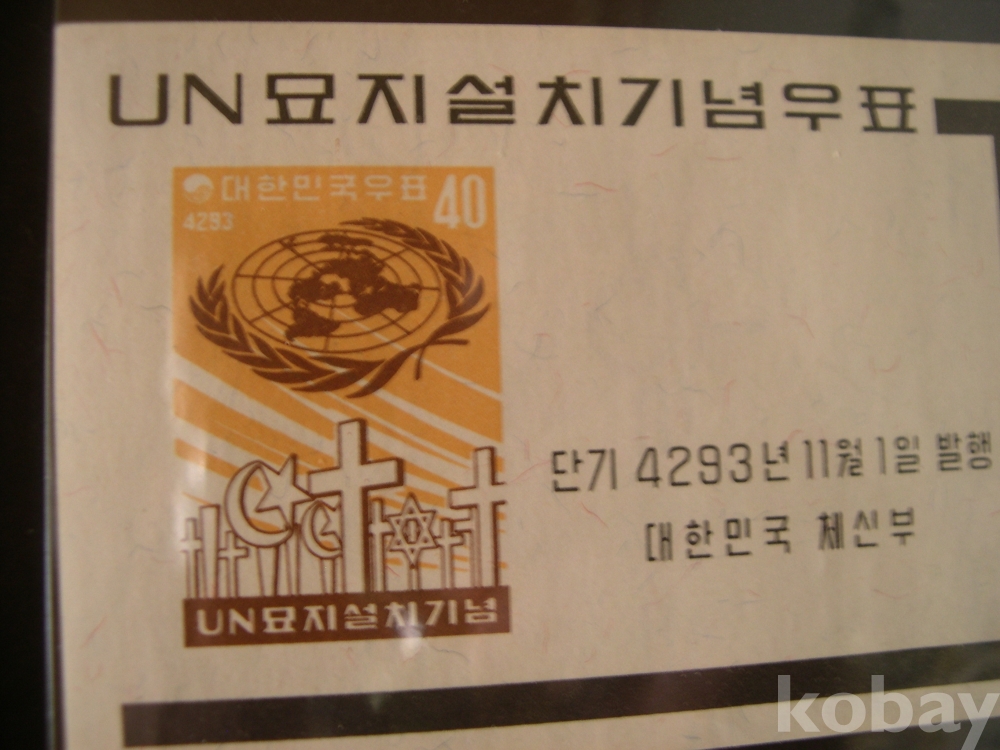 UN묘지설치기념우표
대한민국우표 40
4293
UN묘지설치기념
단기 4293년 11월 1일 발행
대한민국 체신부
kobay